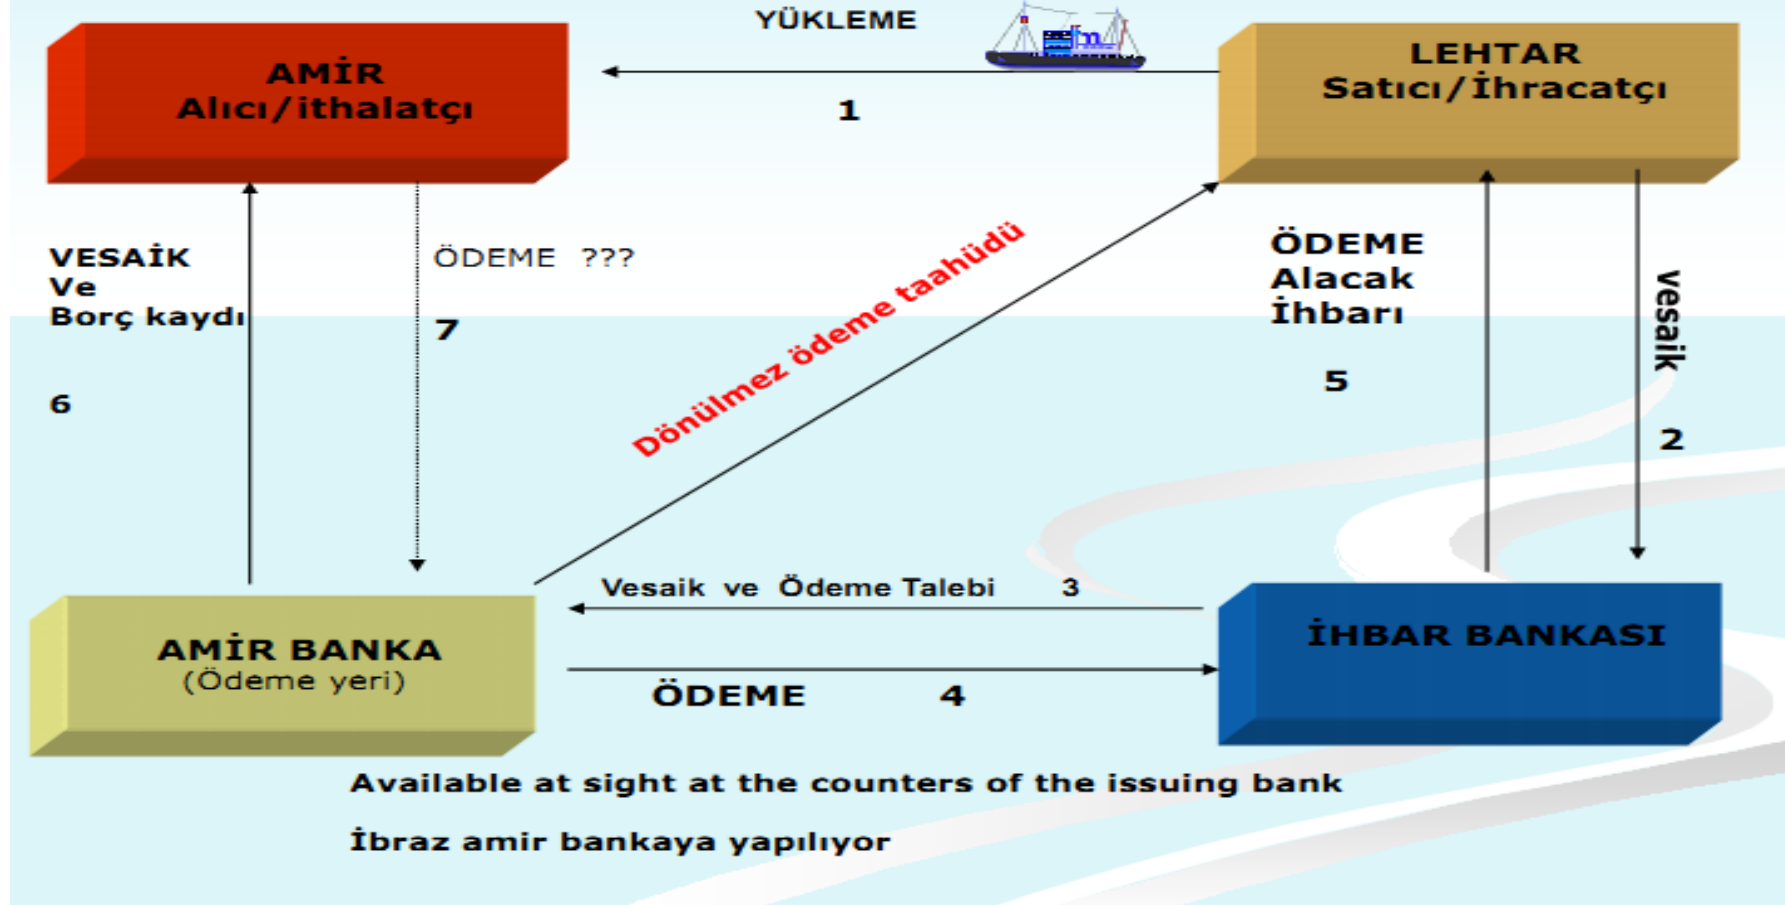 YÜKLEME
AMİR
Alıcı/ithalatçı
1
LEHTAR
Satıcı/İhracatçı
VESAİK
Ve
Borç kaydı
6
ÖDEME ???
7
Dönülmez ödeme taahüdü
ÖDEME
Alacak
İhbarı
5
vesaik
2
Vesaik ve Ödeme Talebi 3
AMİR BANKA
(Ödeme yeri)
ÖDEME 4
İHBAR BANKASI
Available at sight at the counters of the issuing bank
İbraz amir bankaya yapılıyor